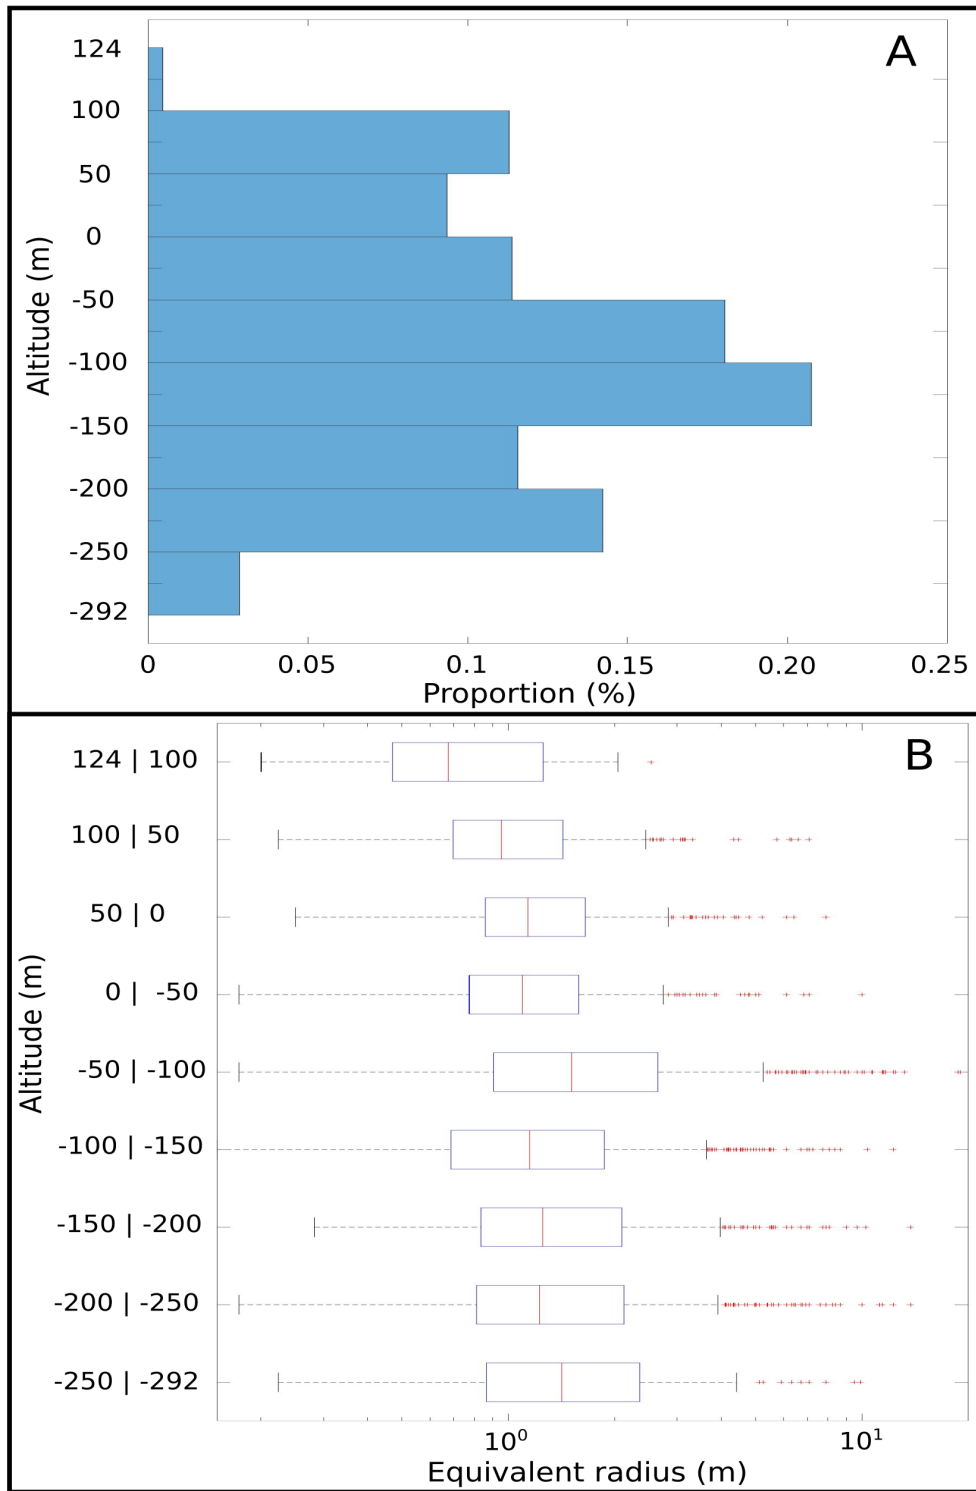 A
124
100
50
0
-50
-100
-150
-200
-250
-292
Altitude (m)
0 0.05 0.1 0.15 0.20 0.25
Proportion (%)
B
124 | 100
100 | 50
50 | 0
0 | -50
-50 | -100
-100 | -150
-150 | -200
-200 | -250
-250 | -292
Altitude (m)
10⁰ 10¹
Equivalent radius (m)